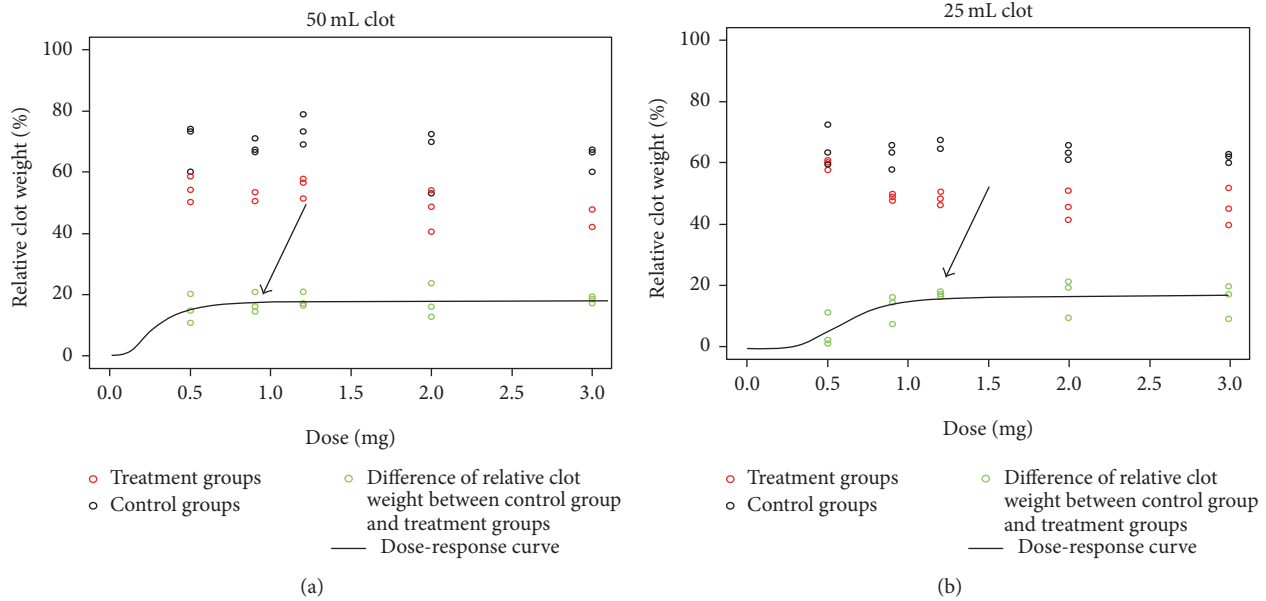 50 mL clot
100
80
60
40
20
0
Relative clot weight (%)
0.0 0.5 1.0 1.5 2.0 2.5 3.0
Dose (mg)
Treatment groups
Control groups
Difference of relative clot
weight between control group
and treatment groups
Dose-response curve
(a)
25 mL clot
100
80
60
40
20
0
Relative clot weight (%)
0.0 0.5 1.0 1.5 2.0 2.5 3.0
Dose (mg)
Treatment groups
Control groups
Difference of relative clot
weight between control group
and treatment groups
Dose-response curve
(b)